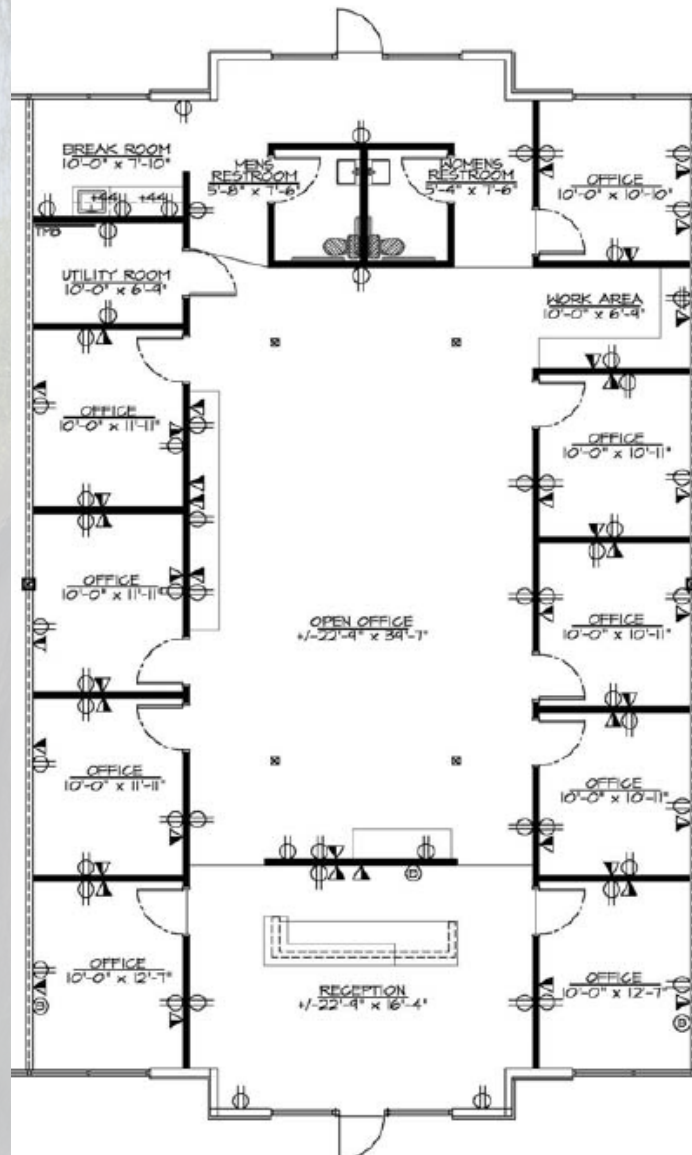 BREAK ROOM
10'-0" x 7'-10"
MENS
RESTROOM
5'-8" x 7'-6"
WOMENS
RESTROOM
5'-4" x 7'-6"
OFFICE
10'-0" x 10'-10"
+44
+44
TMB
UTILITY ROOM
10'-0" x 6'-9"
WORK AREA
10'-0" x 6'-9"
OFFICE
10'-0" x 11'-11"
OFFICE
10'-0" x 10'-11"
OFFICE
10'-0" x 11'-11"
OPEN OFFICE
+/-22'-9" x 39'-7"
OFFICE
10'-0" x 10'-11"
OFFICE
10'-0" x 11'-11"
OFFICE
10'-0" x 10'-11"
OFFICE
10'-0" x 12'-7"
RECEPTION
+/-22'-9" x 16'-4"
OFFICE
10'-0" x 12'-7"